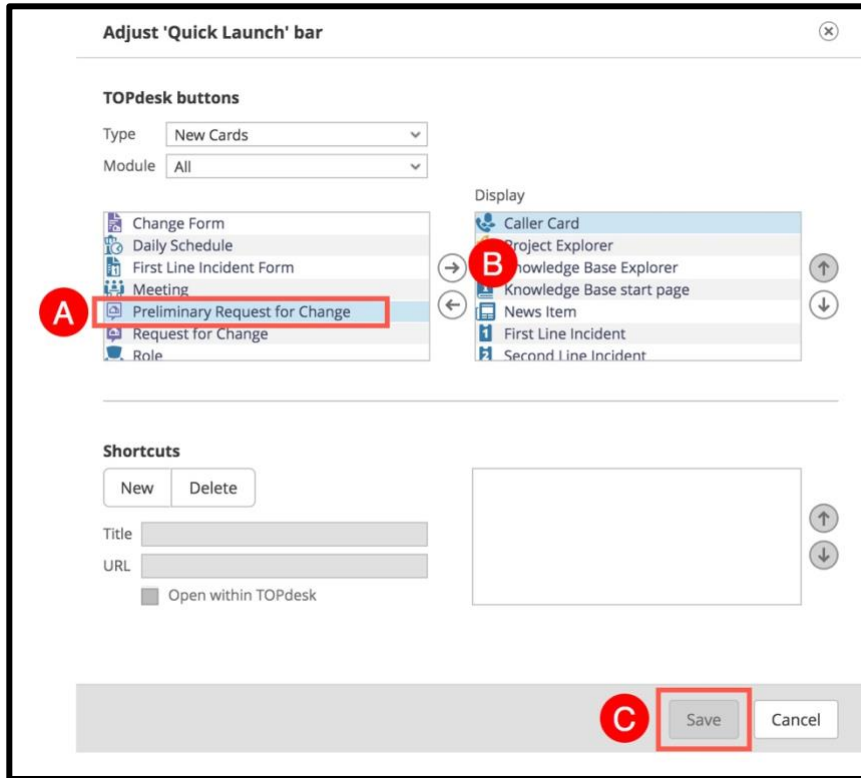 Adjust 'Quick Launch' bar
TOPdesk buttons
Type New Cards
Module All
Display
Change Form
Daily Schedule
First Line Incident Form
Meeting
Preliminary Request for Change
Request for Change
Role
A
B
Caller Card
Project Explorer
Knowledge Base Explorer
Knowledge Base start page
News Item
First Line Incident
Second Line Incident
Shortcuts
New Delete
Title
URL
Open within TOPdesk
C
Save Cancel